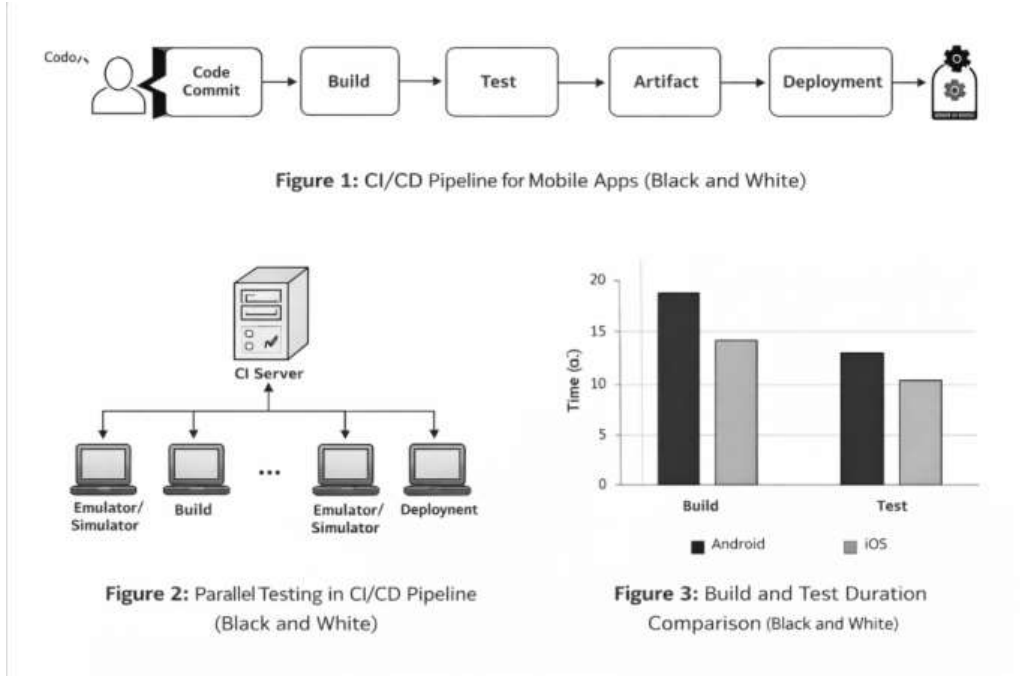 Code
Commit
Build
Test
Artifact
Deployment
Figure 1: CI/CD Pipeline for Mobile Apps (Black and White)
CI Server
...
Emulator/
Simulator
Build
Emulator/
Simulator
Deployment
Figure 2: Parallel Testing in CI/CD Pipeline
(Black and White)
20
15
10
5
0
Time
Build
Test
Android
iOS
Figure 3: Build and Test Duration
Comparison (Black and White)